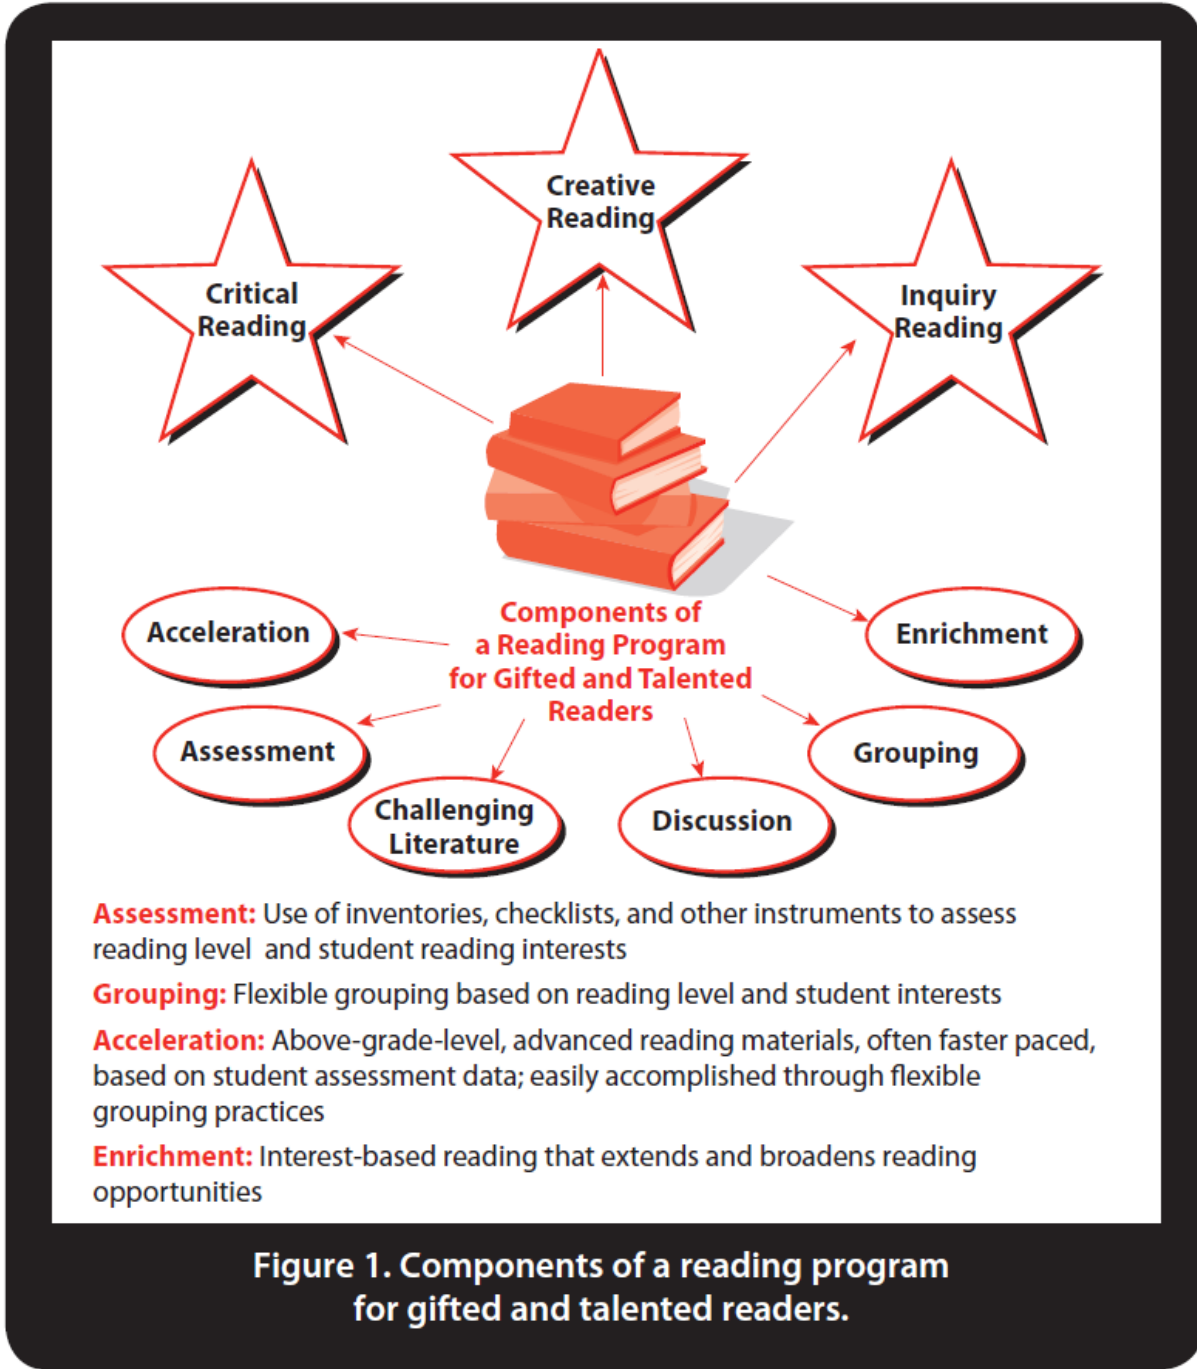 Creative
Reading
Critical
Reading
Inquiry
Reading
Components of
a Reading Program
for Gifted and Talented
Readers
Acceleration
Enrichment
Assessment
Grouping
Challenging
Literature
Discussion
Assessment: Use of inventories, checklists, and other instruments to assess
reading level and student reading interests
Grouping: Flexible grouping based on reading level and student interests
Acceleration: Above-grade-level, advanced reading materials, often faster paced,
based on student assessment data; easily accomplished through flexible
grouping practices
Enrichment: Interest-based reading that extends and broadens reading
opportunities
Figure 1. Components of a reading program
for gifted and talented readers.